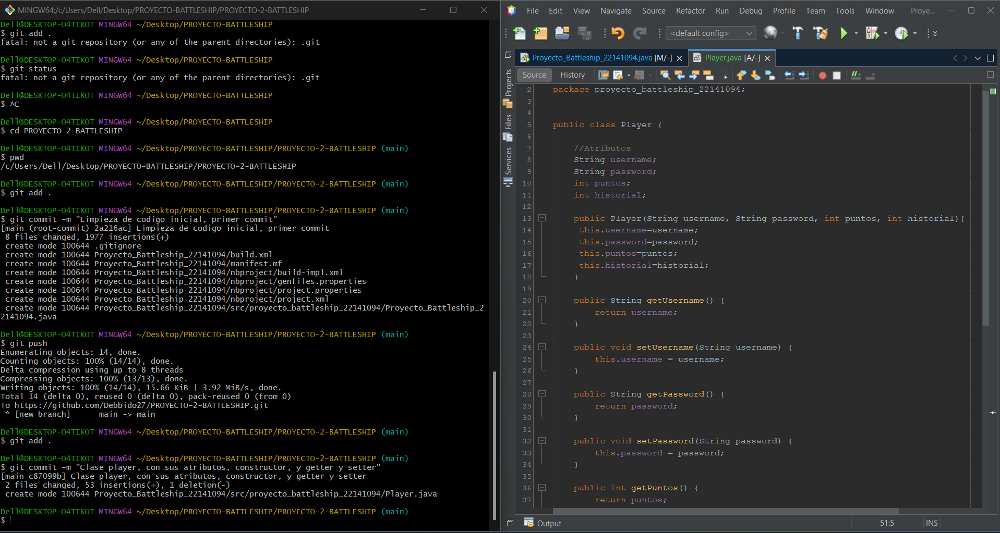 MINGW64:/c/Users/Dell/Desktop/PROYECTO-BATTLESHIP/PROYECTO-2-BATTLESHIP
Dell@DESKTOP-O4TIKOT MINGW64 ~/Desktop/PROYECTO-BATTLESHIP
$ git add .
fatal: not a git repository (or any of the parent directories): .git
Dell@DESKTOP-O4TIKOT MINGW64 ~/Desktop/PROYECTO-BATTLESHIP
$ git status
fatal: not a git repository (or any of the parent directories): .git
Dell@DESKTOP-O4TIKOT MINGW64 ~/Desktop/PROYECTO-BATTLESHIP
$ ^C
Dell@DESKTOP-O4TIKOT MINGW64 ~/Desktop/PROYECTO-BATTLESHIP
$ cd PROYECTO-2-BATTLESHIP
Dell@DESKTOP-O4TIKOT MINGW64 ~/Desktop/PROYECTO-BATTLESHIP/PROYECTO-2-BATTLESHIP (main)
$ pwd
/c/Users/Dell/Desktop/PROYECTO-BATTLESHIP/PROYECTO-2-BATTLESHIP
Dell@DESKTOP-O4TIKOT MINGW64 ~/Desktop/PROYECTO-BATTLESHIP/PROYECTO-2-BATTLESHIP (main)
$ git add .
Dell@DESKTOP-O4TIKOT MINGW64 ~/Desktop/PROYECTO-BATTLESHIP/PROYECTO-2-BATTLESHIP (main)
$ git commit -m "Limpieza de codigo inicial, primer commit"
[main (root-commit) 2a216ac] Limpieza de codigo inicial, primer commit
8 files changed, 1977 insertions(+)
create mode 100644 .gitignore
create mode 100644 Proyecto_Battleship_22141094/build.xml
create mode 100644 Proyecto_Battleship_22141094/manifest.mf
create mode 100644 Proyecto_Battleship_22141094/nbproject/build-impl.xml
create mode 100644 Proyecto_Battleship_22141094/nbproject/genfiles.properties
create mode 100644 Proyecto_Battleship_22141094/nbproject/project.properties
create mode 100644 Proyecto_Battleship_22141094/nbproject/project.xml
create mode 100644 Proyecto_Battleship_22141094/src/proyecto_battleship_22141094/Proyecto_Battleship_2
2141094.java
Dell@DESKTOP-O4TIKOT MINGW64 ~/Desktop/PROYECTO-BATTLESHIP/PROYECTO-2-BATTLESHIP (main)
$ git push
Enumerating objects: 14, done.
Counting objects: 100% (14/14), done.
Delta compression using up to 8 threads
Compressing objects: 100% (13/13), done.
Writing objects: 100% (14/14), 15.66 KiB | 3.92 MiB/s, done.
Total 14 (delta 0), reused 0 (delta 0), pack-reused 0 (from 0)
To https://github.com/Debbido27/PROYECTO-2-BATTLESHIP.git
* [new branch]      main -> main
Dell@DESKTOP-O4TIKOT MINGW64 ~/Desktop/PROYECTO-BATTLESHIP/PROYECTO-2-BATTLESHIP (main)
$ git add .
Dell@DESKTOP-O4TIKOT MINGW64 ~/Desktop/PROYECTO-BATTLESHIP/PROYECTO-2-BATTLESHIP (main)
$ git commit -m "Clase player, con sus atributos, constructor, y getter y setter"
[main c87099b] Clase player, con sus atributos, constructor, y getter y setter
2 files changed, 53 insertions(+), 1 deletion(-)
create mode 100644 Proyecto_Battleship_22141094/src/proyecto_battleship_22141094/Player.java
Dell@DESKTOP-O4TIKOT MINGW64 ~/Desktop/PROYECTO-BATTLESHIP/PROYECTO-2-BATTLESHIP (main)
$
File Edit View Navigate Source Refactor Run Debug Profile Team Tools Window Proye...
<default config>
Proyecto_Battleship_22141094.java [M/-] Player.java [A/-]
Source History
Projects
Files
Services
2 package proyecto_battleship_22141094;
3
4
5 public class Player {
6
7 //Atributos
8 String username;
9 String password;
10 int puntos;
11 int historial;
12
13 public Player(String username, String password, int puntos, int historial){
14 this.username=username;
15 this.password=password;
16 this.puntos=puntos;
17 this.historial=historial;
18 }
19
20 public String getUsername() {
21 return username;
22 }
23
24 public void setUsername(String username) {
25 this.username = username;
26 }
27
28 public String getPassword() {
29 return password;
30 }
31
32 public void setPassword(String password) {
33 this.password = password;
34 }
35
36 public int getPuntos() {
37 return puntos;
Output
51:5 INS